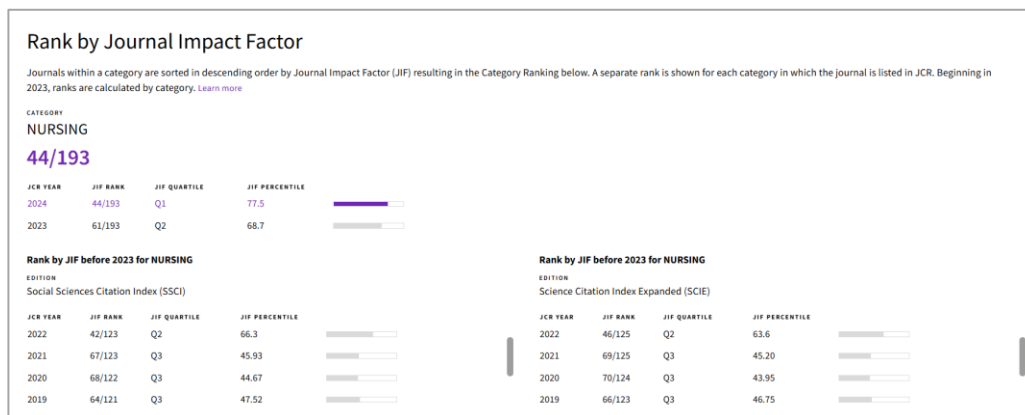 Rank by Journal Impact Factor
Journals within a category are sorted in descending order by Journal Impact Factor (JIF) resulting in the Category Ranking below. A separate rank is shown for each category in which the journal is listed in JCR. Beginning in
2023, ranks are calculated by category. Learn more
CATEGORY
NURSING
44/193
JCR YEAR JIF RANK JIF QUARTILE JIF PERCENTILE
2024 44/193 Q1 77.5
2023 61/193 Q2 68.7
Rank by JIF before 2023 for NURSING
EDITION
Social Sciences Citation Index (SSCI)
JCR YEAR JIF RANK JIF QUARTILE JIF PERCENTILE
2022 42/123 Q2 66.3
2021 67/123 Q3 45.93
2020 68/122 Q3 44.67
2019 64/121 Q3 47.52
Rank by JIF before 2023 for NURSING
EDITION
Science Citation Index Expanded (SCIE)
JCR YEAR JIF RANK JIF QUARTILE JIF PERCENTILE
2022 46/125 Q2 63.6
2021 69/125 Q3 45.20
2020 70/124 Q3 43.95
2019 66/123 Q3 46.75